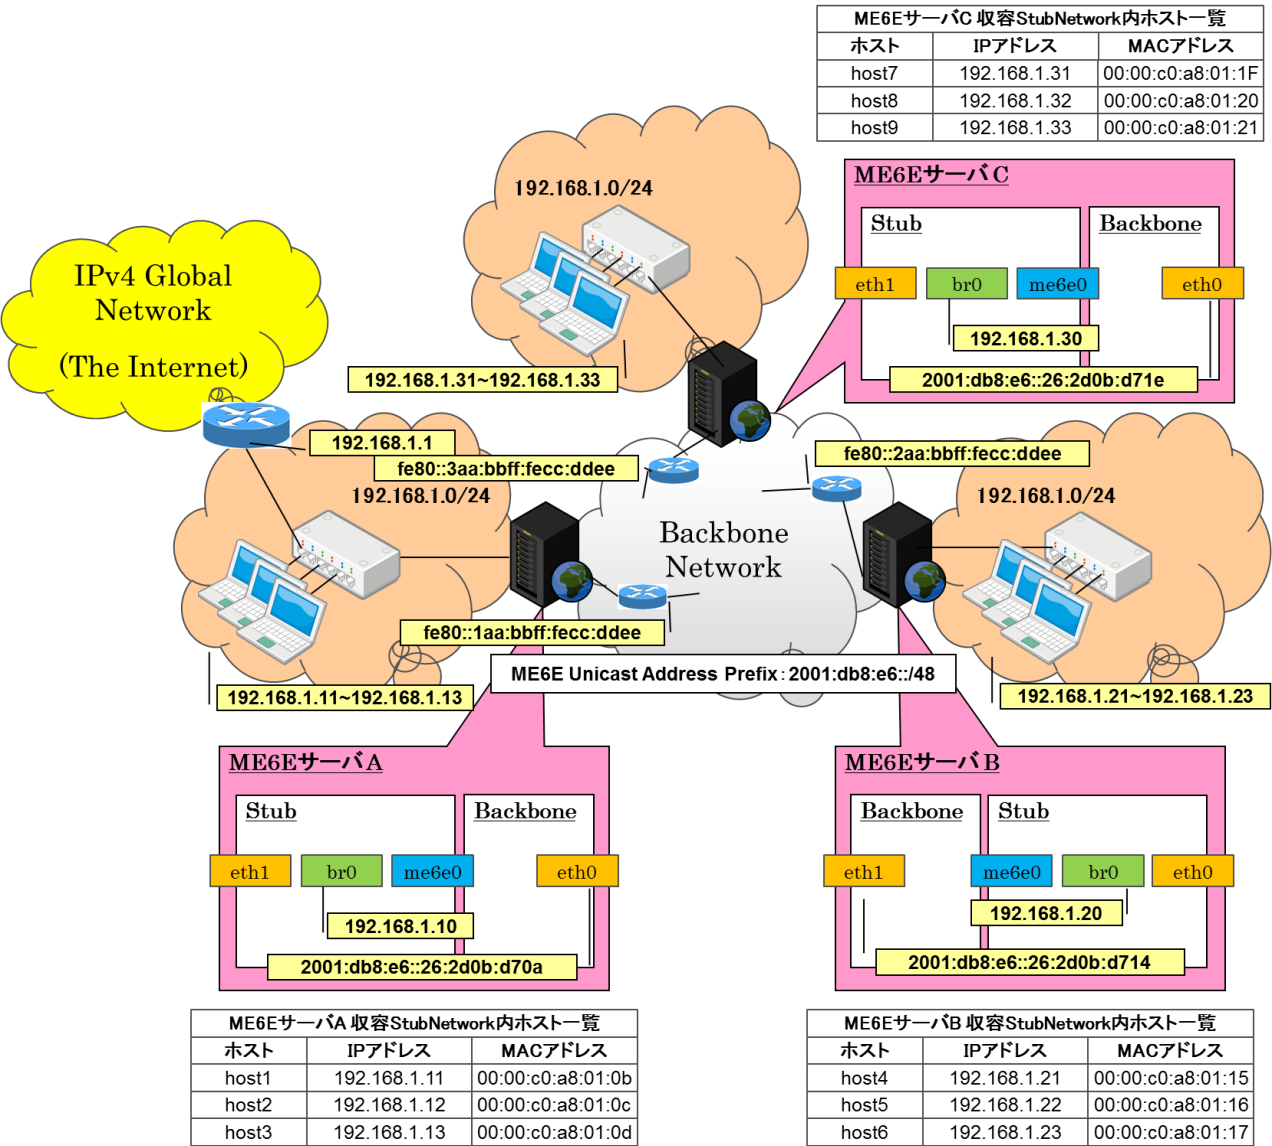 ME6EサーバC 収容StubNetwork内ホスト一覧
ホスト IPアドレス MACアドレス
host7 192.168.1.31 00:00:c0:a8:01:1F
host8 192.168.1.32 00:00:c0:a8:01:20
host9 192.168.1.33 00:00:c0:a8:01:21
ME6EサーバC
Stub Backbone
eth1 br0 me6e0 eth0
192.168.1.30
2001:db8:e6::26:2d0b:d71e
192.168.1.0/24
192.168.1.31~192.168.1.33
IPv4 Global
Network
(The Internet)
192.168.1.1
fe80::3aa:bbff:fecc:ddee
fe80::2aa:bbff:fecc:ddee
192.168.1.0/24
192.168.1.0/24
Backbone
Network
fe80::1aa:bbff:fecc:ddee
ME6E Unicast Address Prefix:2001:db8:e6::/48
192.168.1.11~192.168.1.13
192.168.1.21~192.168.1.23
ME6EサーバA
Stub Backbone
eth1 br0 me6e0 eth0
192.168.1.10
2001:db8:e6::26:2d0b:d70a
ME6EサーバB
Backbone Stub
eth1 me6e0 br0 eth0
192.168.1.20
2001:db8:e6::26:2d0b:d714
ME6EサーバA 収容StubNetwork内ホスト一覧
ホスト IPアドレス MACアドレス
host1 192.168.1.11 00:00:c0:a8:01:0b
host2 192.168.1.12 00:00:c0:a8:01:0c
host3 192.168.1.13 00:00:c0:a8:01:0d
ME6EサーバB 収容StubNetwork内ホスト一覧
ホスト IPアドレス MACアドレス
host4 192.168.1.21 00:00:c0:a8:01:15
host5 192.168.1.22 00:00:c0:a8:01:16
host6 192.168.1.23 00:00:c0:a8:01:17